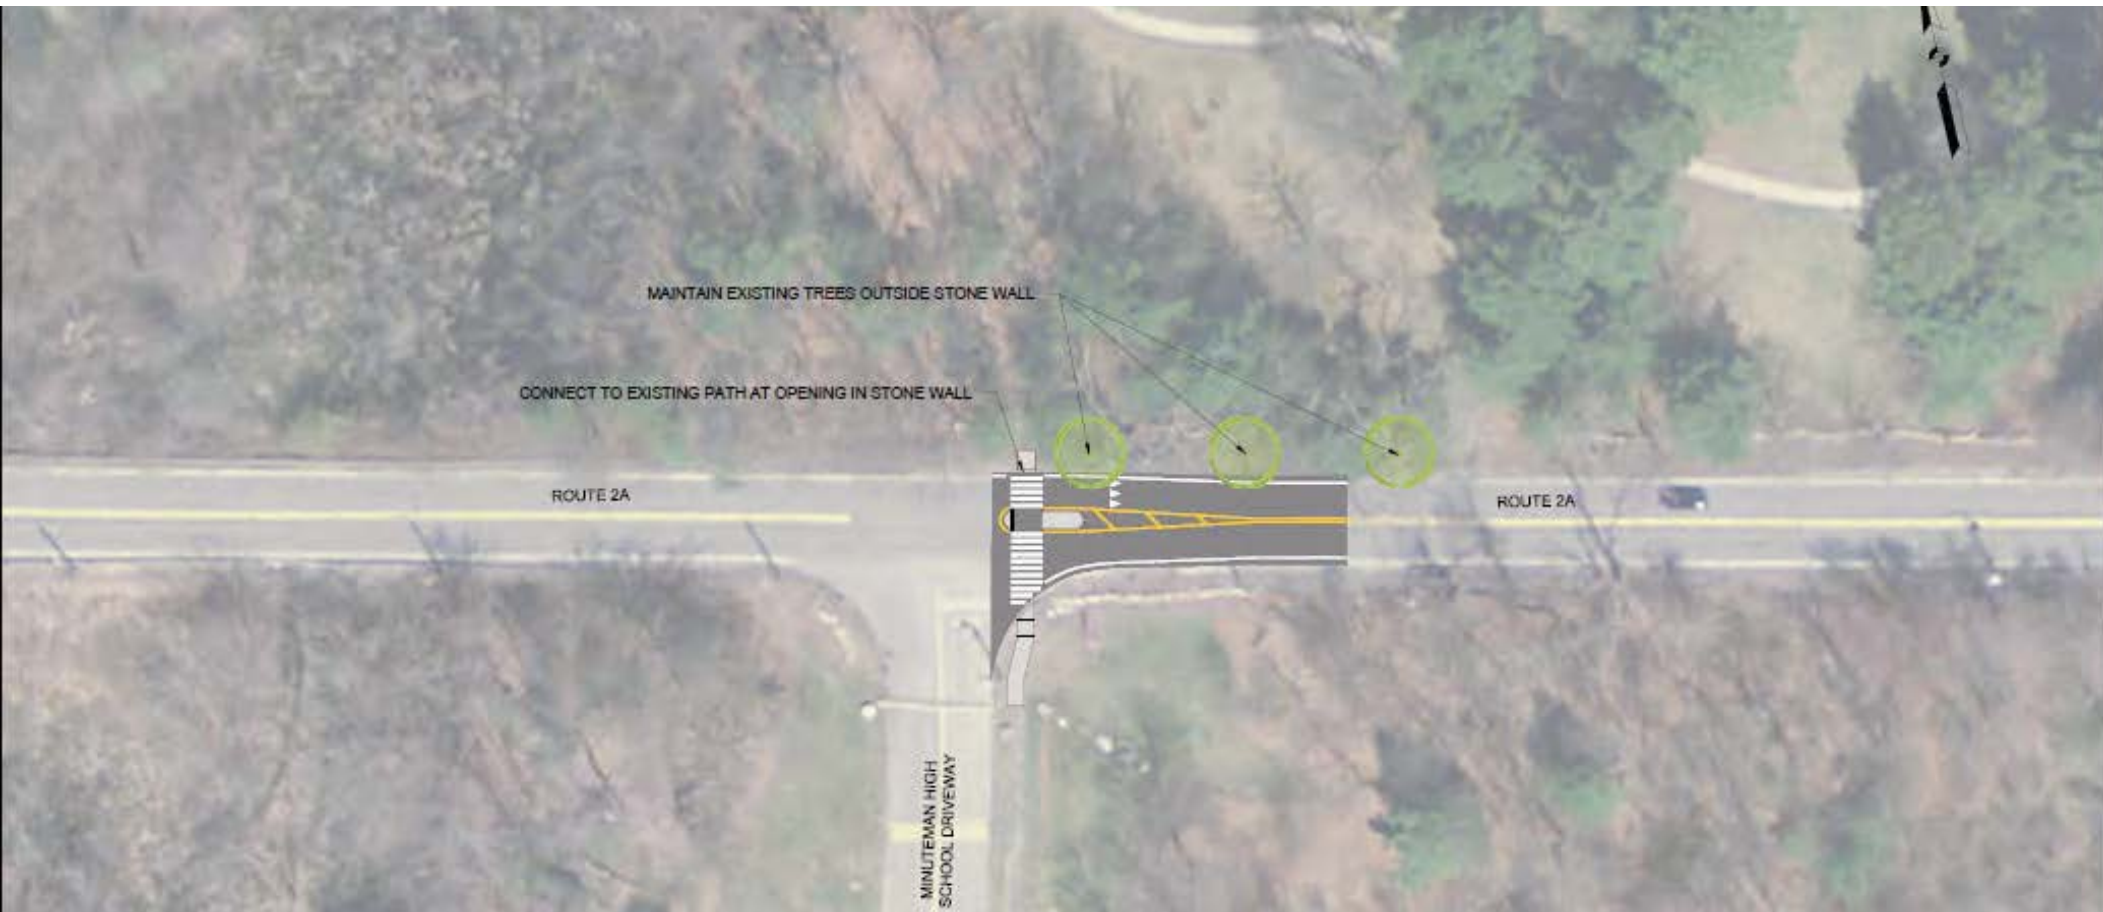 MAINTAIN EXISTING TREES OUTSIDE STONE WALL
CONNECT TO EXISTING PATH AT OPENING IN STONE WALL
ROUTE 2A
ROUTE 2A
MINUTEMAN HIGH
SCHOOL DRIVEWAY